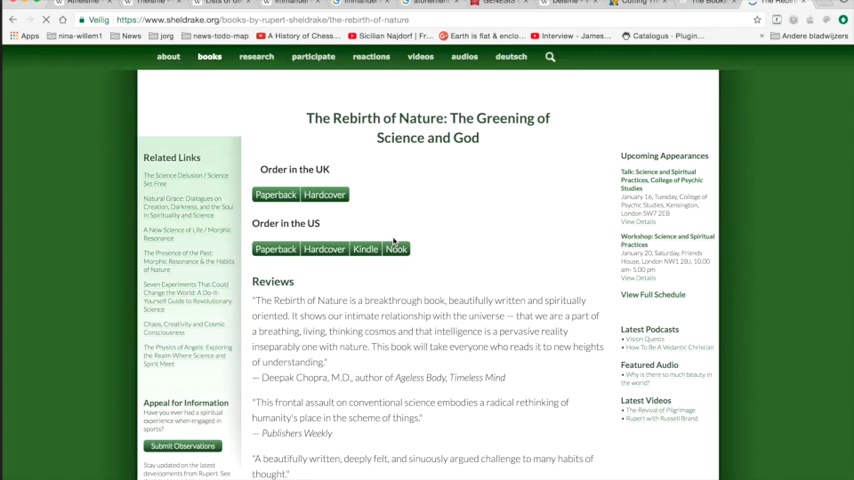 Veilig
https://www.sheldrake.org/books-by-rupert-sheldrake/the-rebirth-of-nature
Apps
nina-willem1
News
jorg
news-todo-map
A History of Chess...
Sicilian Najdorf | Fr...
Earth is flat & enclo...
Interview - James...
Catalogus - Plugin...
Andere bladwijzers
about
books
research
participate
reactions
videos
audios
deutsch
The Rebirth of Nature: The Greening of
Science and God
Related Links
The Science Delusion / Science
Set Free
Natural Grace: Dialogues on
Creation, Darkness, and the Soul
in Spirituality and Science
A New Science of Life / Morphic
Resonance
The Presence of the Past:
Morphic Resonance & the Habits
of Nature
Seven Experiments That Could
Change the World: A Do-It-
Yourself Guide to Revolutionary
Science
Chaos, Creativity and Cosmic
Consciousness
The Physics of Angels: Exploring
the Realm Where Science and
Spirit Meet
Appeal for Information
Have you ever had a spiritual
experience when engaged in
sports?
Submit Observations
Stay updated on the latest
developments from Rupert. See
Order in the UK
Paperback
Hardcover
Order in the US
Paperback
Hardcover
Kindle
Nook
Reviews
"The Rebirth of Nature is a breakthrough book, beautifully written and spiritually
oriented. It shows our intimate relationship with the universe — that we are a part of
a breathing, living, thinking cosmos and that intelligence is a pervasive reality
inseparably one with nature. This book will take everyone who reads it to new heights
of understanding."
— Deepak Chopra, M.D., author of Ageless Body, Timeless Mind
"This frontal assault on conventional science embodies a radical rethinking of
humanity's place in the scheme of things."
— Publishers Weekly
"A beautifully written, deeply felt, and sinuously argued challenge to many habits of
thought."
Upcoming Appearances
Talk: Science and Spiritual
Practices, College of Psychic
Studies
January 16, Tuesday, College of
Psychic Studies, Kensington,
London SW7 2EB
View Details
Workshop: Science and Spiritual
Practices
January 20, Saturday, Friends
House, London NW1 2BJ, 10.00
am- 5.00 pm
View Details
View Full Schedule
Latest Podcasts
• Vision Quests
• How To Be A Vedantic Christian
Featured Audio
• Why is there so much beauty in
the world?
Latest Videos
• The Revival of Pilgrimage
• Rupert with Russell Brand